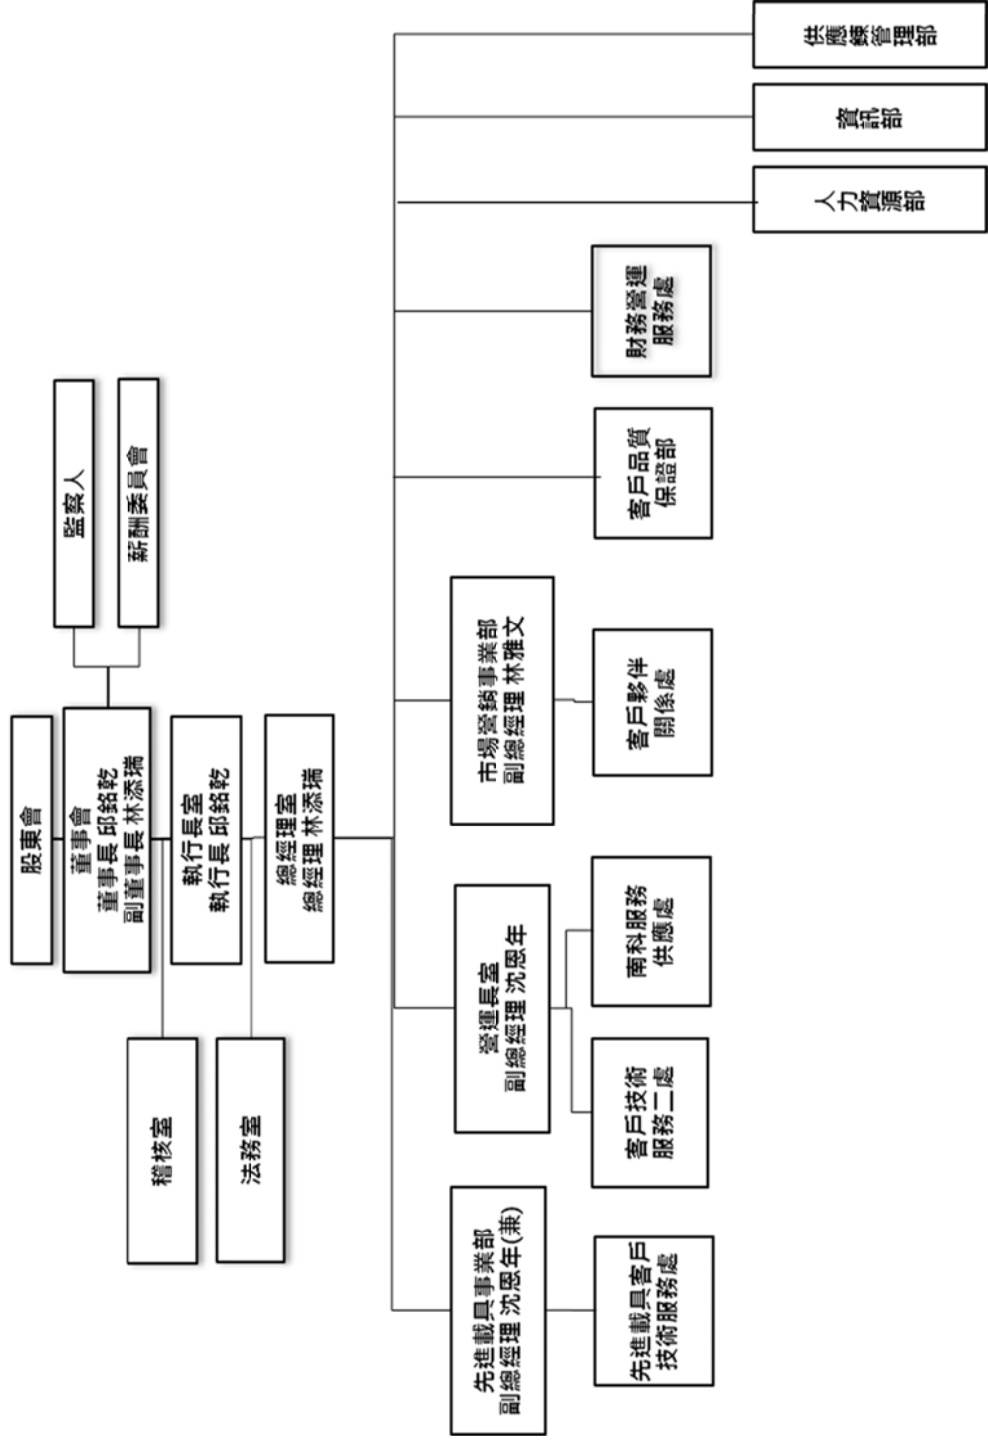 股東會
董事會
董事長 邱銘乾
副董事長 林添瑞
監察人
薪酬委員會
執行長室
執行長 邱銘乾
稽核室
法務室
總經理室
總經理 林添瑞
先進載具事業部
副總經理 沈恩年(兼)
營運長室
副總經理 沈恩年
市場營銷事業部
副總經理 林雅文
先進載具客戶
技術服務處
客戶技術
服務二處
南科服務
供應處
客戶夥伴
關係處
客戶品質
保證部
財務營運
服務處
人力資源部
資訊部
供應鏈管理部